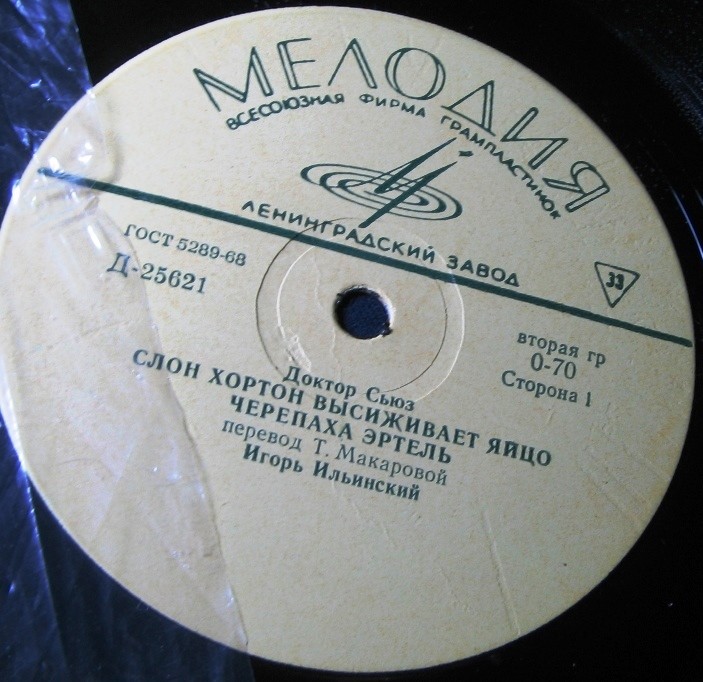 МЕЛОДИЯ
ВСЕСОЮЗНАЯ ФИРМА ГРАМПЛАСТИНОК
ЛЕНИНГРАДСКИЙ ЗАВОД
33
ГОСТ 5289-68
Д-25621
вторая гр
0-70
Сторона 1
Доктор Сьюз
СЛОН ХОРТОН ВЫСИЖИВАЕТ ЯЙЦО
ЧЕРЕПАХА ЭРТЕЛЬ
перевод Т. Макаровой
Игорь Ильинский